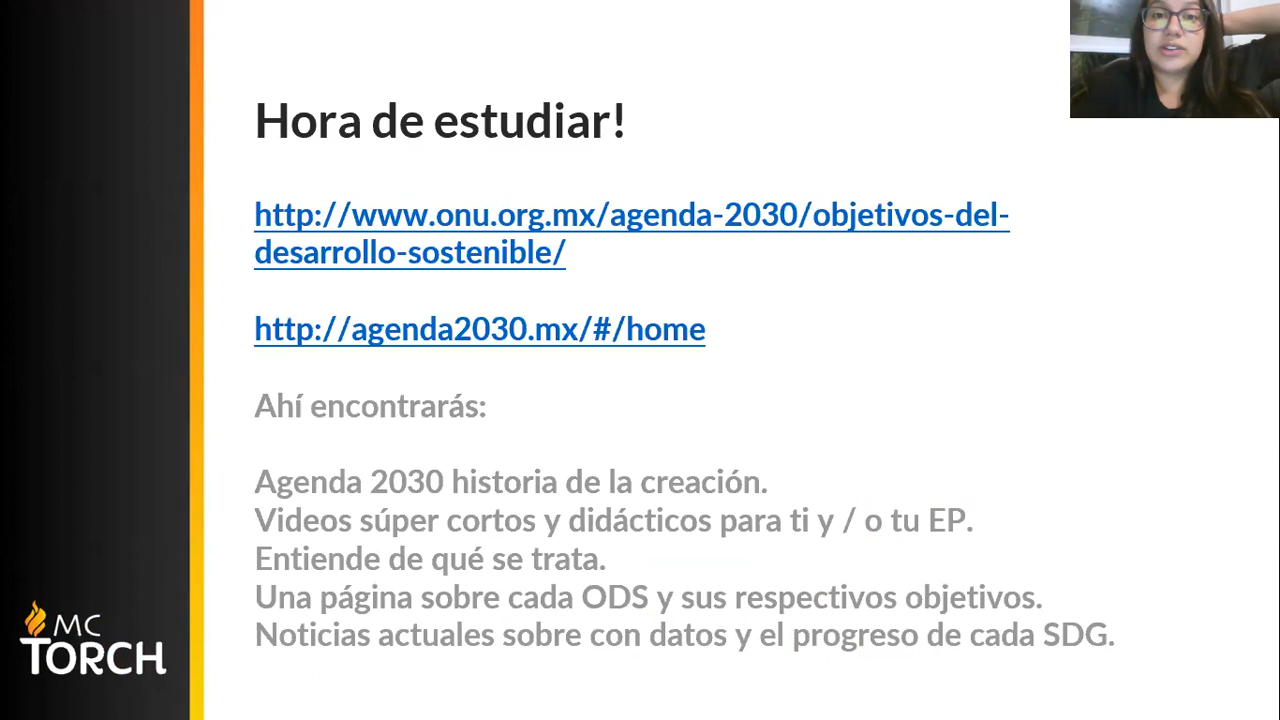 Hora de estudiar!
http://www.onu.org.mx/agenda-2030/objetivos-del-
desarrollo-sostenible/
http://agenda2030.mx/#/home
Ahí encontrarás:
Agenda 2030 historia de la creación.
Videos súper cortos y didácticos para ti y / o tu EP.
Entiende de qué se trata.
Una página sobre cada ODS y sus respectivos objetivos.
Noticias actuales sobre con datos y el progreso de cada SDG.
MC
TORCH